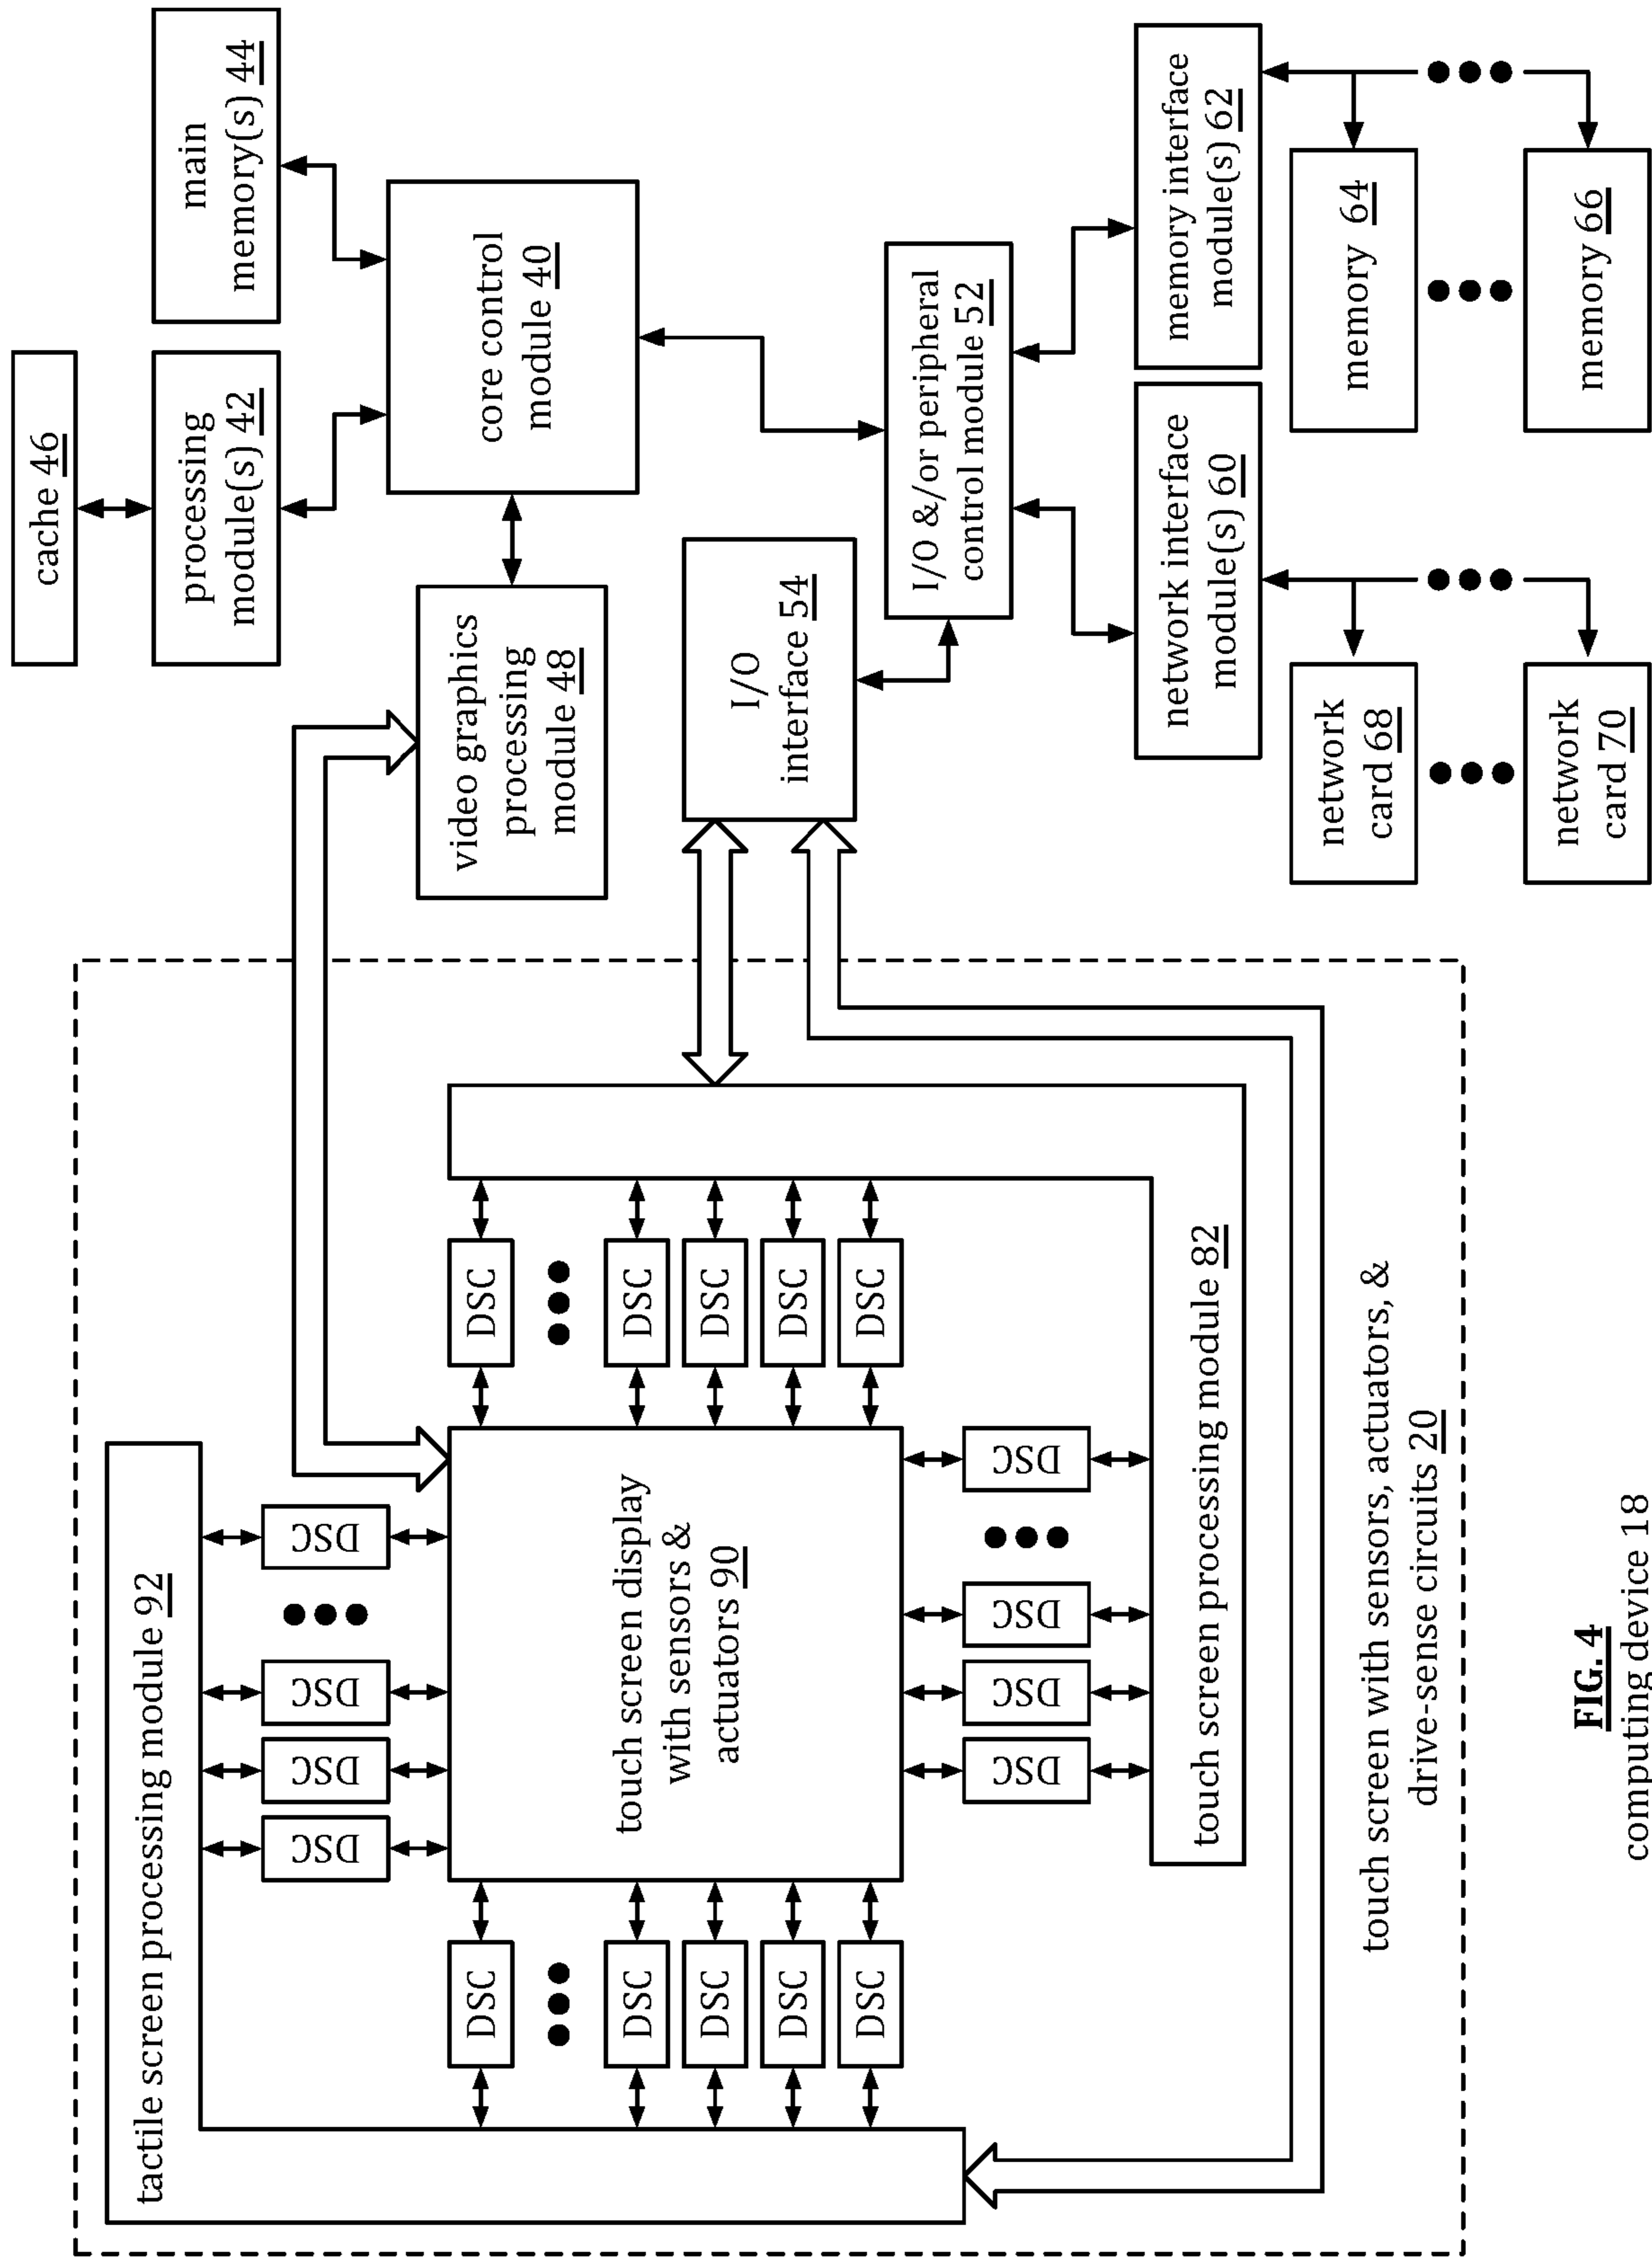 cache 46
processing
module(s) 42
main
memory(s) 44
core control
module 40
video graphics
processing
module 48
I/O
interface 54
I/O &/or peripheral
control module 52
network interface
module(s) 60
memory interface
module(s) 62
network
card 68
network
card 70
memory 64
memory 66
tactile screen processing module 92
DSC
DSC
DSC
DSC
DSC
DSC
DSC
DSC
DSC
touch screen display
with sensors &
actuators 90
DSC
DSC
DSC
DSC
DSC
DSC
DSC
DSC
DSC
touch screen processing module 82
touch screen with sensors, actuators, &
drive-sense circuits 20
FIG. 4
computing device 18